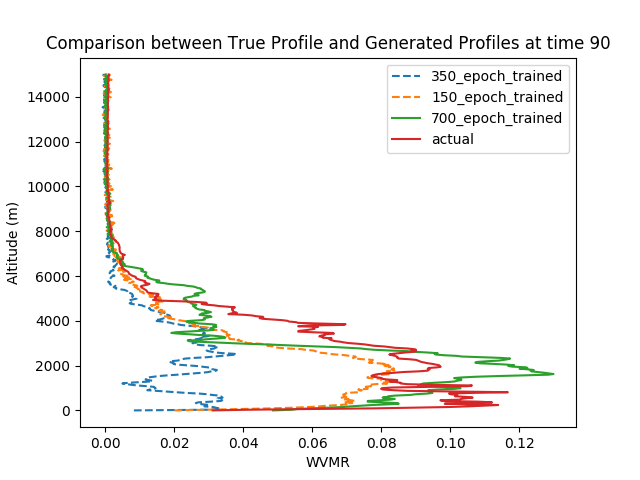 Comparison between True Profile and Generated Profiles at time 90
350_epoch_trained
150_epoch_trained
700_epoch_trained
actual
Altitude (m)
14000
12000
10000
8000
6000
4000
2000
0
0.00 0.02 0.04 0.06 0.08 0.10 0.12
WVMR